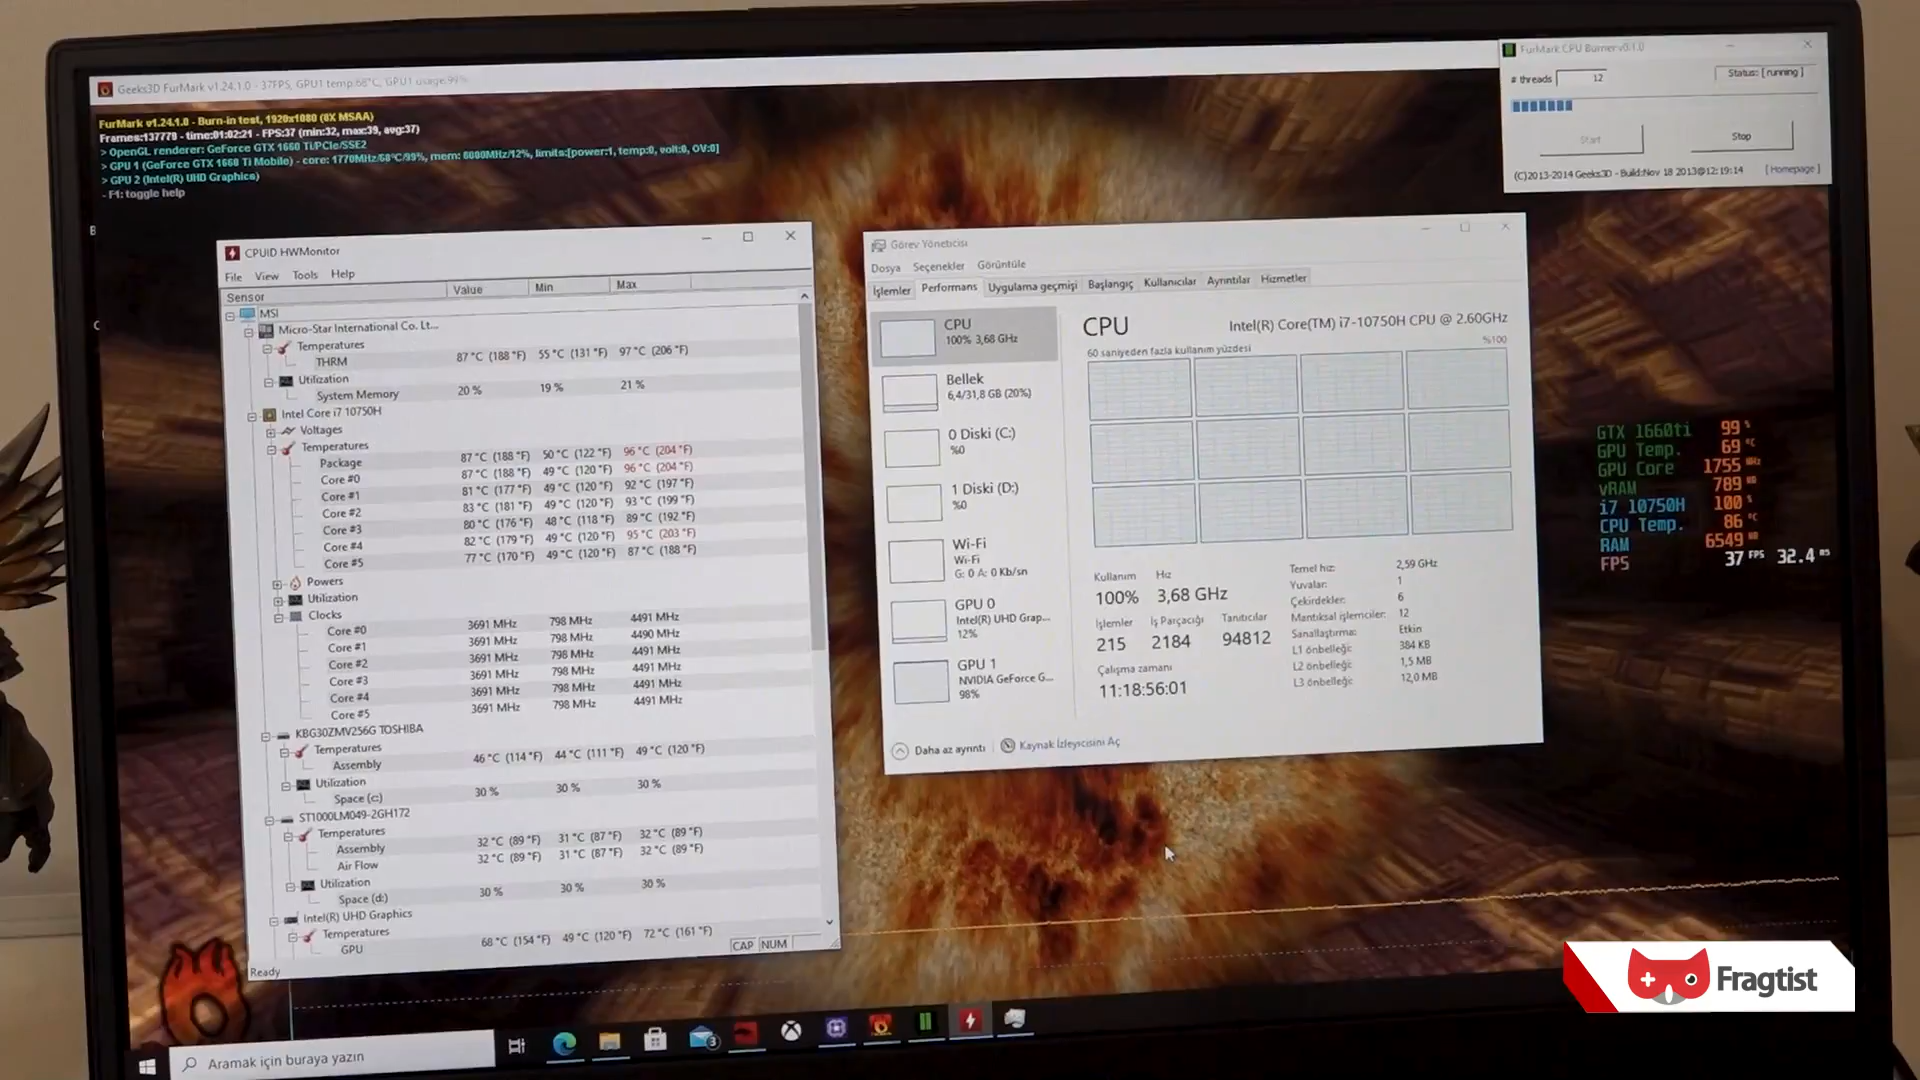 Geeks3D FurMark v1.24.1.0 - 37FPS, GPU1 temp:68°C, GPU1 usage:99%
FurMark v1.24.1.0 - Burn-in test, 1920x1080 (8X MSAA)
Frames:137778 - time:01:02:21 - FPS:37 (min:32, max:39, avg:37)
> OpenGL renderer: GeForce GTX 1660 Ti/PCIe/SSE2
> GPU 1 (GeForce GTX 1660 Ti Mobile) - core: 1770MHz/68°C/99%, mem: 6000MHz/12%, limits:[power:1, temp:0, volt:0, OV:0]
> GPU 2 (Intel(R) UHD Graphics)
- F1: toggle help
FurMark CPU Burner v0.1.0
# threads 12 Status: [ running ]
Start Stop
(C)2013-2014 Geeks3D - Build:Nov 18 2013@12:19:14 [ Homepage ]
CPUID HWMonitor
File View Tools Help
Sensor Value Min Max
MSI
Micro-Star International Co. Lt...
Temperatures
THRM 87 °C (188 °F) 55 °C (131 °F) 97 °C (206 °F)
Utilization
System Memory 20 % 19 % 21 %
Intel Core i7 10750H
Voltages
Temperatures
Package 87 °C (188 °F) 50 °C (122 °F) 96 °C (204 °F)
Core #0 87 °C (188 °F) 49 °C (120 °F) 96 °C (204 °F)
Core #1 81 °C (177 °F) 49 °C (120 °F) 92 °C (197 °F)
Core #2 83 °C (181 °F) 49 °C (120 °F) 93 °C (199 °F)
Core #3 80 °C (176 °F) 48 °C (118 °F) 89 °C (192 °F)
Core #4 82 °C (179 °F) 49 °C (120 °F) 95 °C (203 °F)
Core #5 77 °C (170 °F) 49 °C (120 °F) 87 °C (188 °F)
Powers
Utilization
Clocks
Core #0 3691 MHz 798 MHz 4491 MHz
Core #1 3691 MHz 798 MHz 4490 MHz
Core #2 3691 MHz 798 MHz 4491 MHz
Core #3 3691 MHz 798 MHz 4491 MHz
Core #4 3691 MHz 798 MHz 4491 MHz
Core #5 3691 MHz 798 MHz 4491 MHz
KBG30ZMV256G TOSHIBA
Temperatures
Assembly 46 °C (114 °F) 44 °C (111 °F) 49 °C (120 °F)
Utilization
Space (c:) 30 % 30 % 30 %
ST1000LM049-2GH172
Temperatures
Assembly 32 °C (89 °F) 31 °C (87 °F) 32 °C (89 °F)
Air Flow 32 °C (89 °F) 31 °C (87 °F) 32 °C (89 °F)
Utilization
Space (d:) 30 % 30 % 30 %
Intel(R) UHD Graphics
Temperatures
GPU 68 °C (154 °F) 49 °C (120 °F) 72 °C (161 °F)
Ready CAP NUM
Görev Yöneticisi
Dosya Seçenekler Görüntüle
İşlemler Performans Uygulama geçmişi Başlangıç Kullanıcılar Ayrıntılar Hizmetler
CPU
100% 3,68 GHz
Bellek
6,4/31,8 GB (20%)
0 Diski (C:)
%0
1 Diski (D:)
%0
Wi-Fi
Wi-Fi
G: 0 A: 0 Kb/sn
GPU 0
Intel(R) UHD Grap...
12%
GPU 1
NVIDIA GeForce G...
98%
CPU Intel(R) Core(TM) i7-10750H CPU @ 2.60GHz
60 saniyeden fazla kullanım yüzdesi %100
Kullanım Hız
100% 3,68 GHz
İşlemler İş Parçacığı Tanıtıcılar
215 2184 94812
Çalışma zamanı
11:18:56:01
Temel hız: 2,59 GHz
Yuvalar: 1
Çekirdekler: 6
Mantıksal işlemciler: 12
Sanallaştırma: Etkin
L1 önbelleği: 384 KB
L2 önbelleği: 1,5 MB
L3 önbelleği: 12,0 MB
Daha az ayrıntı Kaynak İzleyicisini Aç
GTX 1660ti 99 %
GPU Temp. 69 °C
GPU Core 1755 MHz
vRAM 789 MB
i7 10750H 100 %
CPU Temp. 86 °C
RAM 6549 MB
FPS 37 FPS 32.4 ms
Fragtist
Aramak için buraya yazın
3